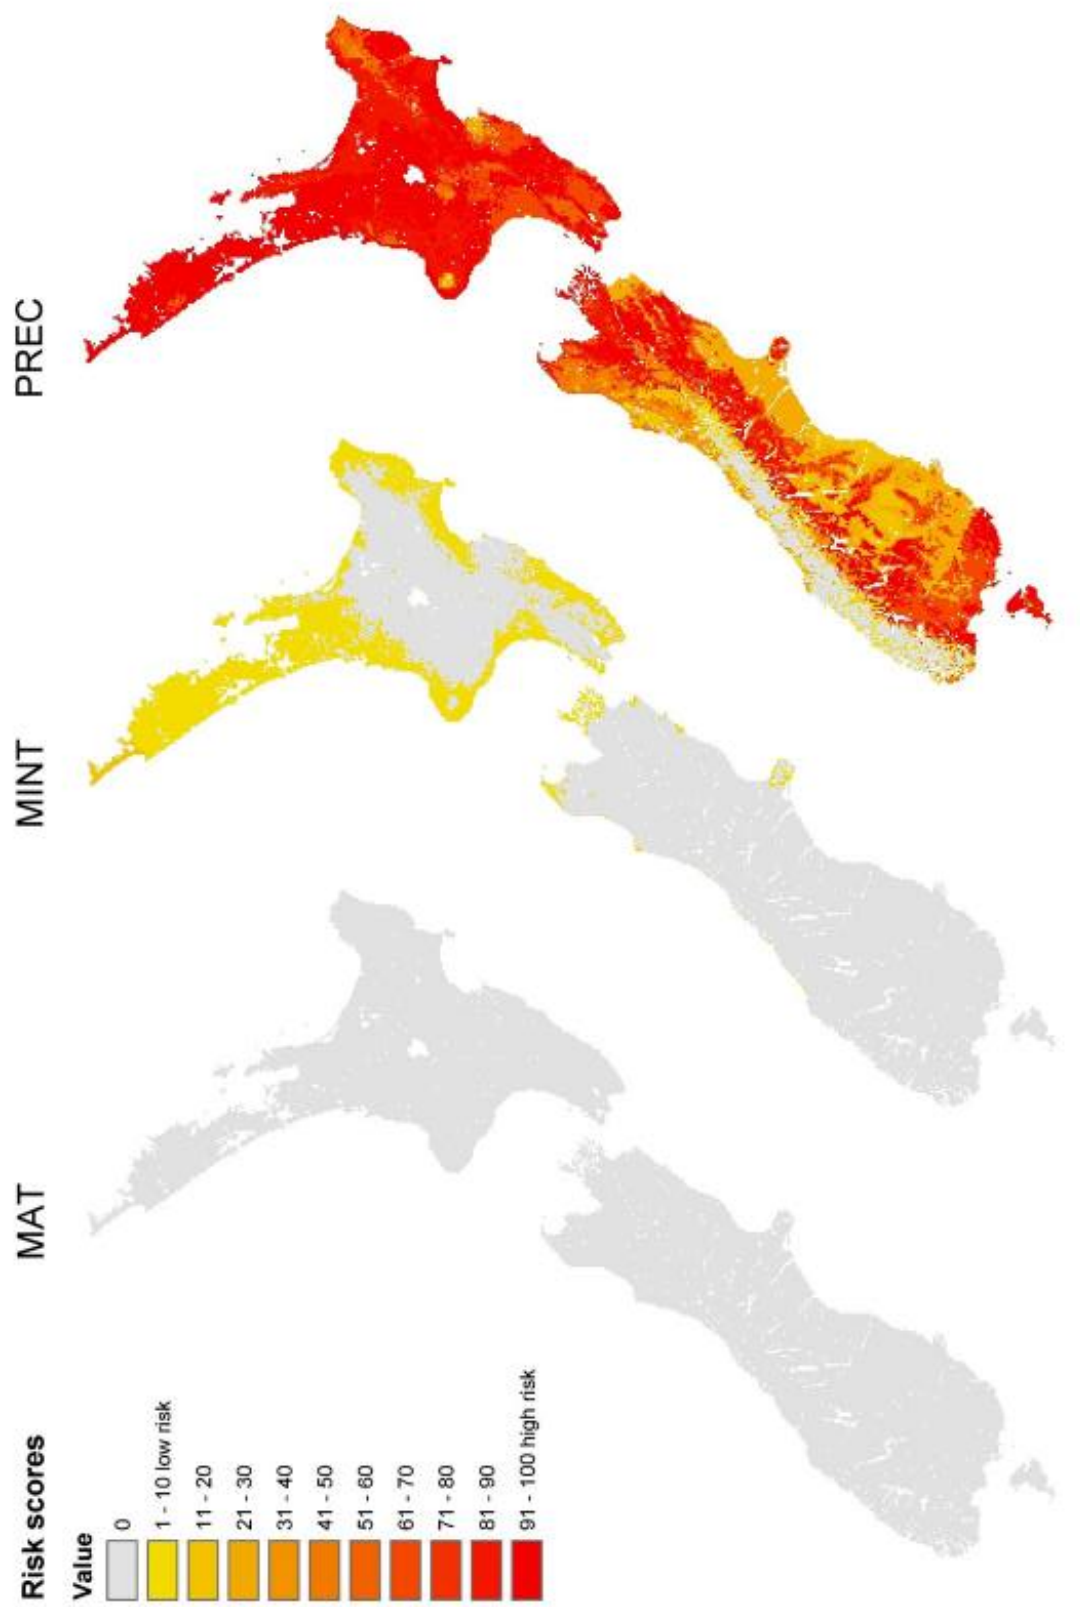 Risk scores
Value
0
1 - 10 low risk
11 - 20
21 - 30
31 - 40
41 - 50
51 - 60
61 - 70
71 - 80
81 - 90
91 - 100 high risk
MAT
MINT
PREC